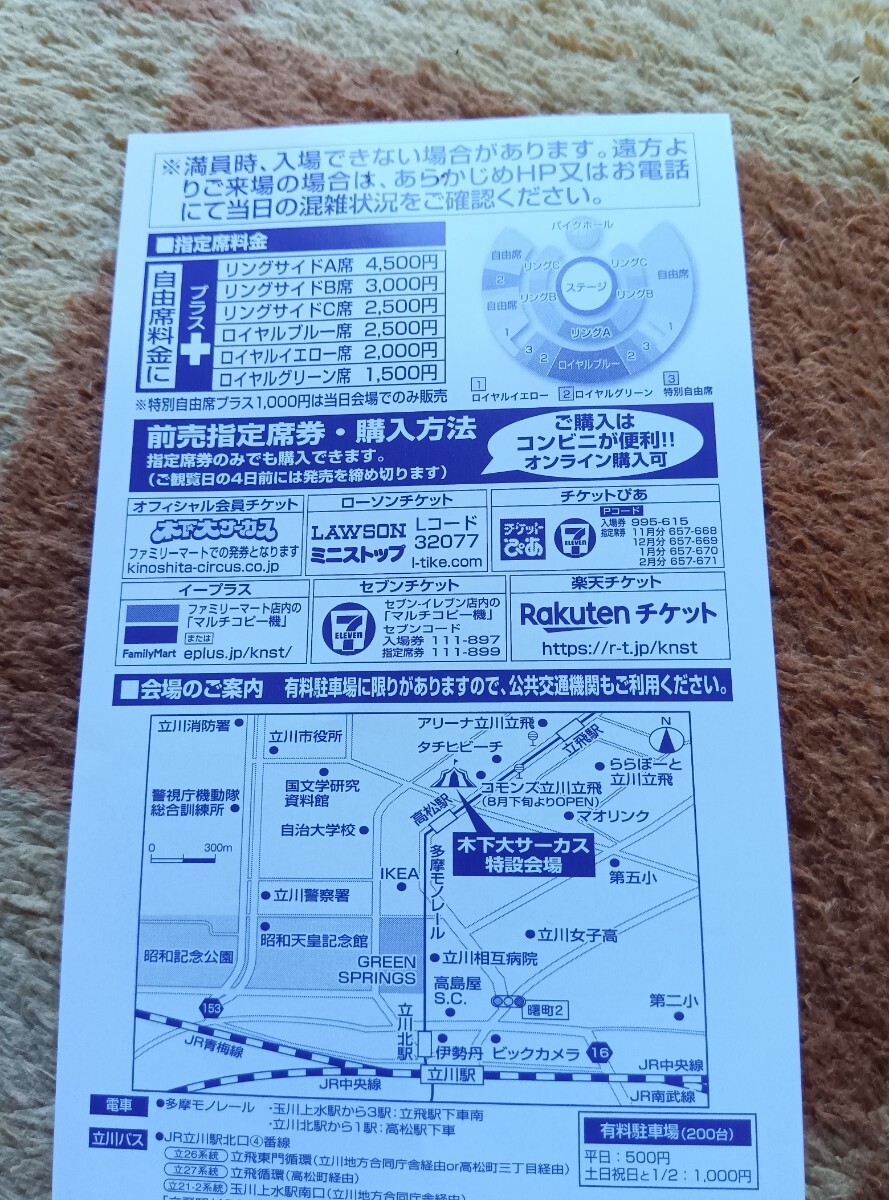 ※満員時、入場できない場合があります。遠方よ
りご来場の場合は、あらかじめHP又はお電話
にて当日の混雑状況をご確認ください。
■指定席料金
自由席料金に
プラス
リングサイドA席 4,500円
リングサイドB席 3,000円
リングサイドC席 2,500円
ロイヤルブルー席 2,500円
ロイヤルイエロー席 2,000円
ロイヤルグリーン席 1,500円
※特別自由席プラス1,000円は当日会場でのみ販売
バイクホール
自由席
リングC
リングC
自由席
2
ステージ
自由席
リングB
リングB
1
リングA
1
3
2
ロイヤルブルー
2
3
1
ロイヤルイエロー
2
ロイヤルグリーン
3
特別自由席
前売指定席券・購入方法
指定席券のみでも購入できます。
(ご観覧日の4日前には発売を締め切ります)
ご購入は
コンビニが便利!!
オンライン購入可
オフィシャル会員チケット
木下大サーカス
ファミリーマートでの発券となります
kinoshita-circus.co.jp
ローソンチケット
LAWSON
ミニストップ
Lコード
32077
l-tike.com
チケットぴあ
チケットぴあ
7 ELEVEN
Pコード
入場券 995-615
指定席券 11月分 657-668
12月分 657-669
1月分 657-670
2月分 657-671
イープラス
FamilyMart
ファミリーマート店内の
「マルチコピー機」
または
eplus.jp/knst/
セブンチケット
7 ELEVEN
セブン-イレブン店内の
「マルチコピー機」
セブンコード
入場券 111-897
指定席券 111-899
楽天チケット
Rakuten チケット
https://r-t.jp/knst
■会場のご案内 有料駐車場に限りがありますので、公共交通機関もご利用ください。
立川消防署
立川市役所
アリーナ立川立飛
タチヒビーチ
立飛駅
N
国文学研究
資料館
コモンズ立川立飛
(8月下旬よりOPEN)
ららぽーと
立川立飛
警視庁機動隊
総合訓練所
自治大学校
高松駅
マオリンク
木下大サーカス
特設会場
0 300m
IKEA
多摩モノレール
第五小
立川警察署
昭和天皇記念館
昭和記念公園
GREEN
SPRINGS
立川女子高
立川相互病院
高島屋
S.C.
曙町2
第二小
153
立川北駅
JR青梅線
伊勢丹
ビックカメラ
16
JR中央線
JR中央線
立川駅
JR南武線
電車
●多摩モノレール
・玉川上水駅から3駅:立飛駅下車南
・立川北駅から1駅:高松駅下車
立川バス
●JR立川駅北口④番線
立26系統 立飛東門循環(立川地方合同庁舎経由or高松町三丁目経由)
立27系統 立飛循環(高松町経由)
立21-2系統 玉川上水駅南口(立川地方合同庁舎経由)
有料駐車場(200台)
平日:500円
土日祝日と1/2:1,000円